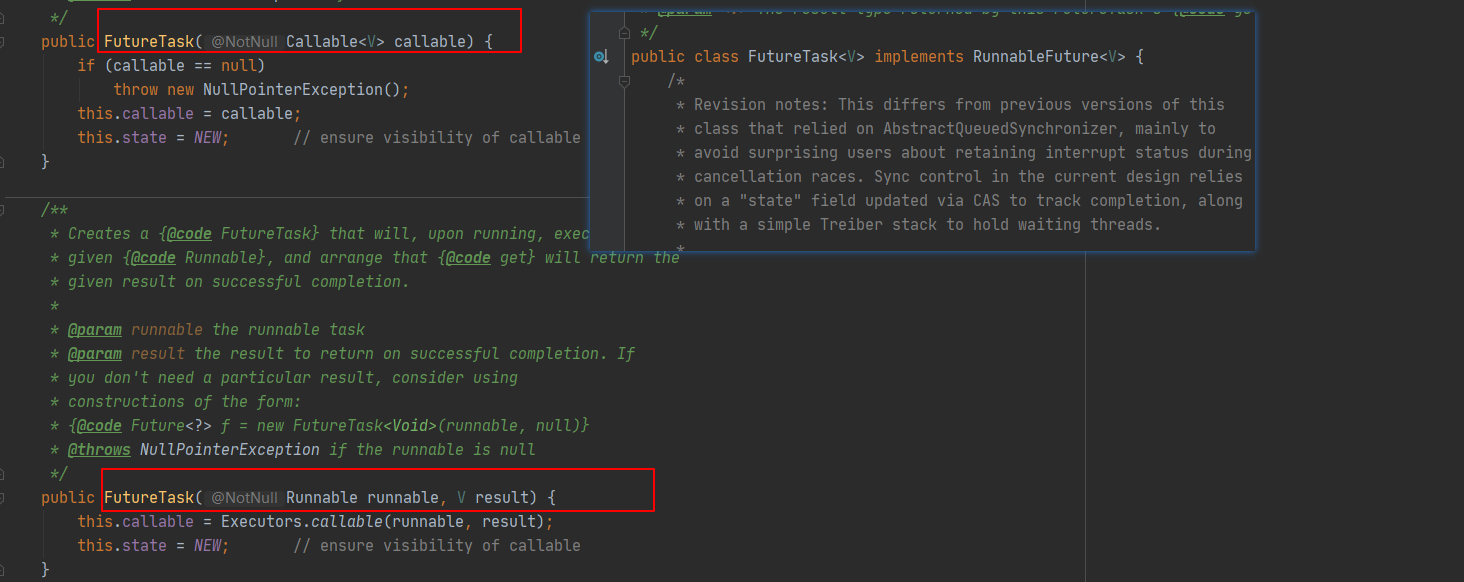 */
public FutureTask( @NotNull Callable<V> callable) {
if (callable == null)
throw new NullPointerException();
this.callable = callable;
this.state = NEW;       // ensure visibility of callable
}
/**
* Creates a {@code FutureTask} that will, upon running, exec
* given {@code Runnable}, and arrange that {@code get} will return the
* given result on successful completion.
*
* @param runnable the runnable task
* @param result the result to return on successful completion. If
* you don't need a particular result, consider using
* constructions of the form:
* {@code Future<?> f = new FutureTask<Void>(runnable, null)}
* @throws NullPointerException if the runnable is null
*/
public FutureTask( @NotNull Runnable runnable, V result) {
this.callable = Executors.callable(runnable, result);
this.state = NEW;       // ensure visibility of callable
}
*/
public class FutureTask<V> implements RunnableFuture<V> {
/*
* Revision notes: This differs from previous versions of this
* class that relied on AbstractQueuedSynchronizer, mainly to
* avoid surprising users about retaining interrupt status during
* cancellation races. Sync control in the current design relies
* on a "state" field updated via CAS to track completion, along
* with a simple Treiber stack to hold waiting threads.
*